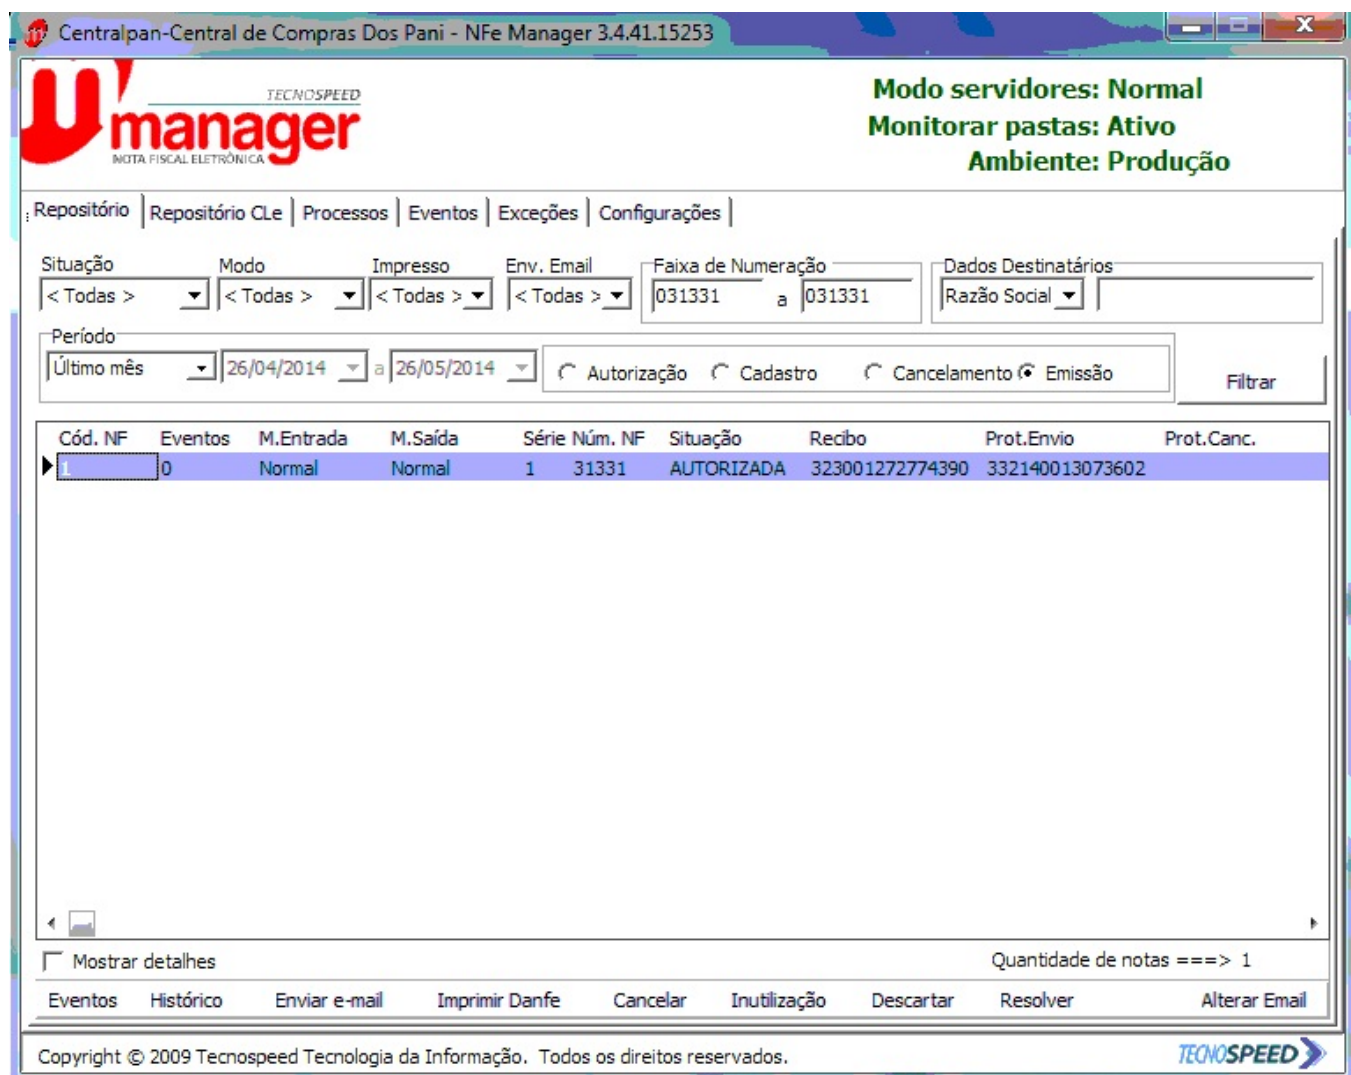 Centralpan-Central de Compras Dos Pani - NFe Manager 3.4.41.15253
TECNOSPEED
manager
NOTA FISCAL ELETRÔNICA
Modo servidores: Normal
Monitorar pastas: Ativo
Ambiente: Produção
Repositório Repositório CLe Processos Eventos Exceções Configurações
Situação Modo Impresso Env. Email Faixa de Numeração Dados Destinatários
< Todas > < Todas > < Todas > < Todas > 031331 a 031331 Razão Social
Período
Último mês 26/04/2014 a 26/05/2014 Autorização Cadastro Cancelamento Emissão Filtrar
Cód. NF Eventos M.Entrada M.Saída Série Núm. NF Situação Recibo Prot.Envio Prot.Canc.
1 0 Normal Normal 1 31331 AUTORIZADA 323001272774390 332140013073602
Mostrar detalhes Quantidade de notas ===> 1
Eventos Histórico Enviar e-mail Imprimir Danfe Cancelar Inutilização Descartar Resolver Alterar Email
Copyright © 2009 Tecnospeed Tecnologia da Informação. Todos os direitos reservados. TECNOSPEED